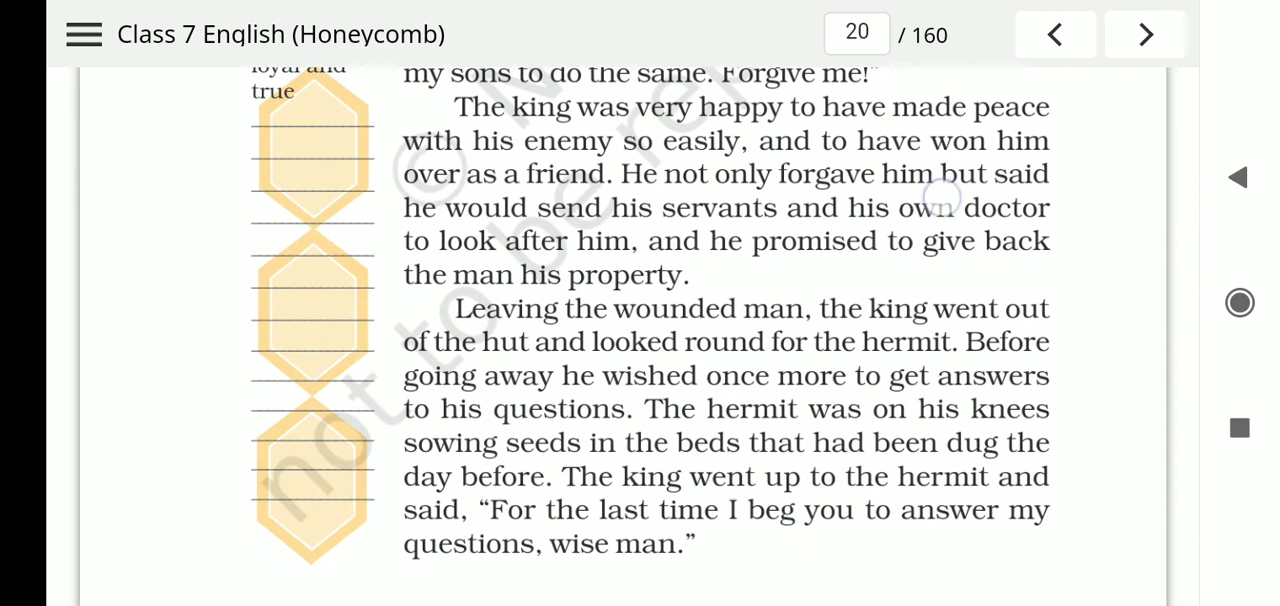 Class 7 English (Honeycomb)
20 / 160
loyal and
true
my sons to do the same. Forgive me!"
The king was very happy to have made peace
with his enemy so easily, and to have won him
over as a friend. He not only forgave him but said
he would send his servants and his own doctor
to look after him, and he promised to give back
the man his property.
Leaving the wounded man, the king went out
of the hut and looked round for the hermit. Before
going away he wished once more to get answers
to his questions. The hermit was on his knees
sowing seeds in the beds that had been dug the
day before. The king went up to the hermit and
said, “For the last time I beg you to answer my
questions, wise man.”
© N
not to be re